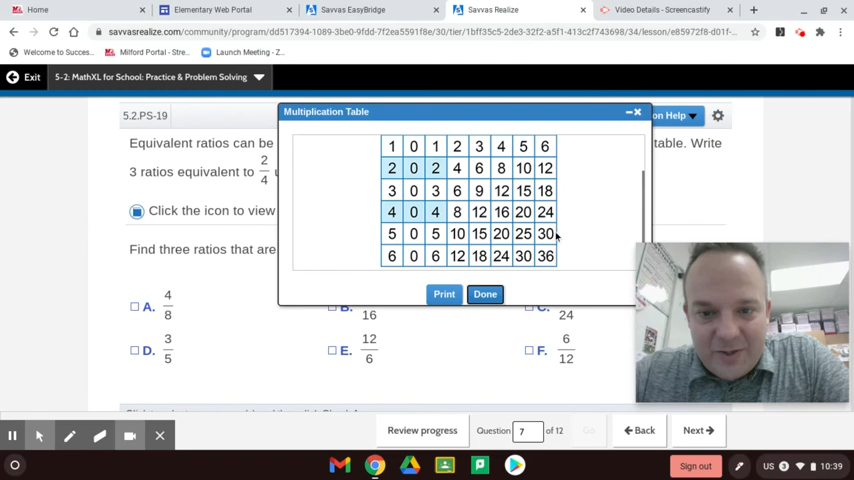 Home
Elementary Web Portal
Savvas EasyBridge
Savvas Realize
Video Details - Screencastify
savvasrealize.com/community/program/dd517394-1089-3be0-9fdd-7f2ea5591f8e/30/tier/1bff35c5-2de3-32f2-a5f1-413c2f743698/34/lesson/e85972f8-d01f-...
Welcome to Succes...
Milford Portal - Stre...
Launch Meeting - Z...
Exit
5-2: MathXL for School: Practice & Problem Solving
5.2.PS-19
on Help
Multiplication Table
Equivalent ratios can be
table. Write
3 ratios equivalent to 2/4 u
Click the icon to view
1 0 1 2 3 4 5 6
2 0 2 4 6 8 10 12
3 0 3 6 9 12 15 18
4 0 4 8 12 16 20 24
5 0 5 10 15 20 25 30
6 0 6 12 18 24 30 36
Print Done
Find three ratios that are
A. 4/8
B. 16
C. 24
D. 3/5
E. 12/6
F. 6/12
Review progress
Question 7 of 12
Go
Back
Next
Sign out
US 3
10:39